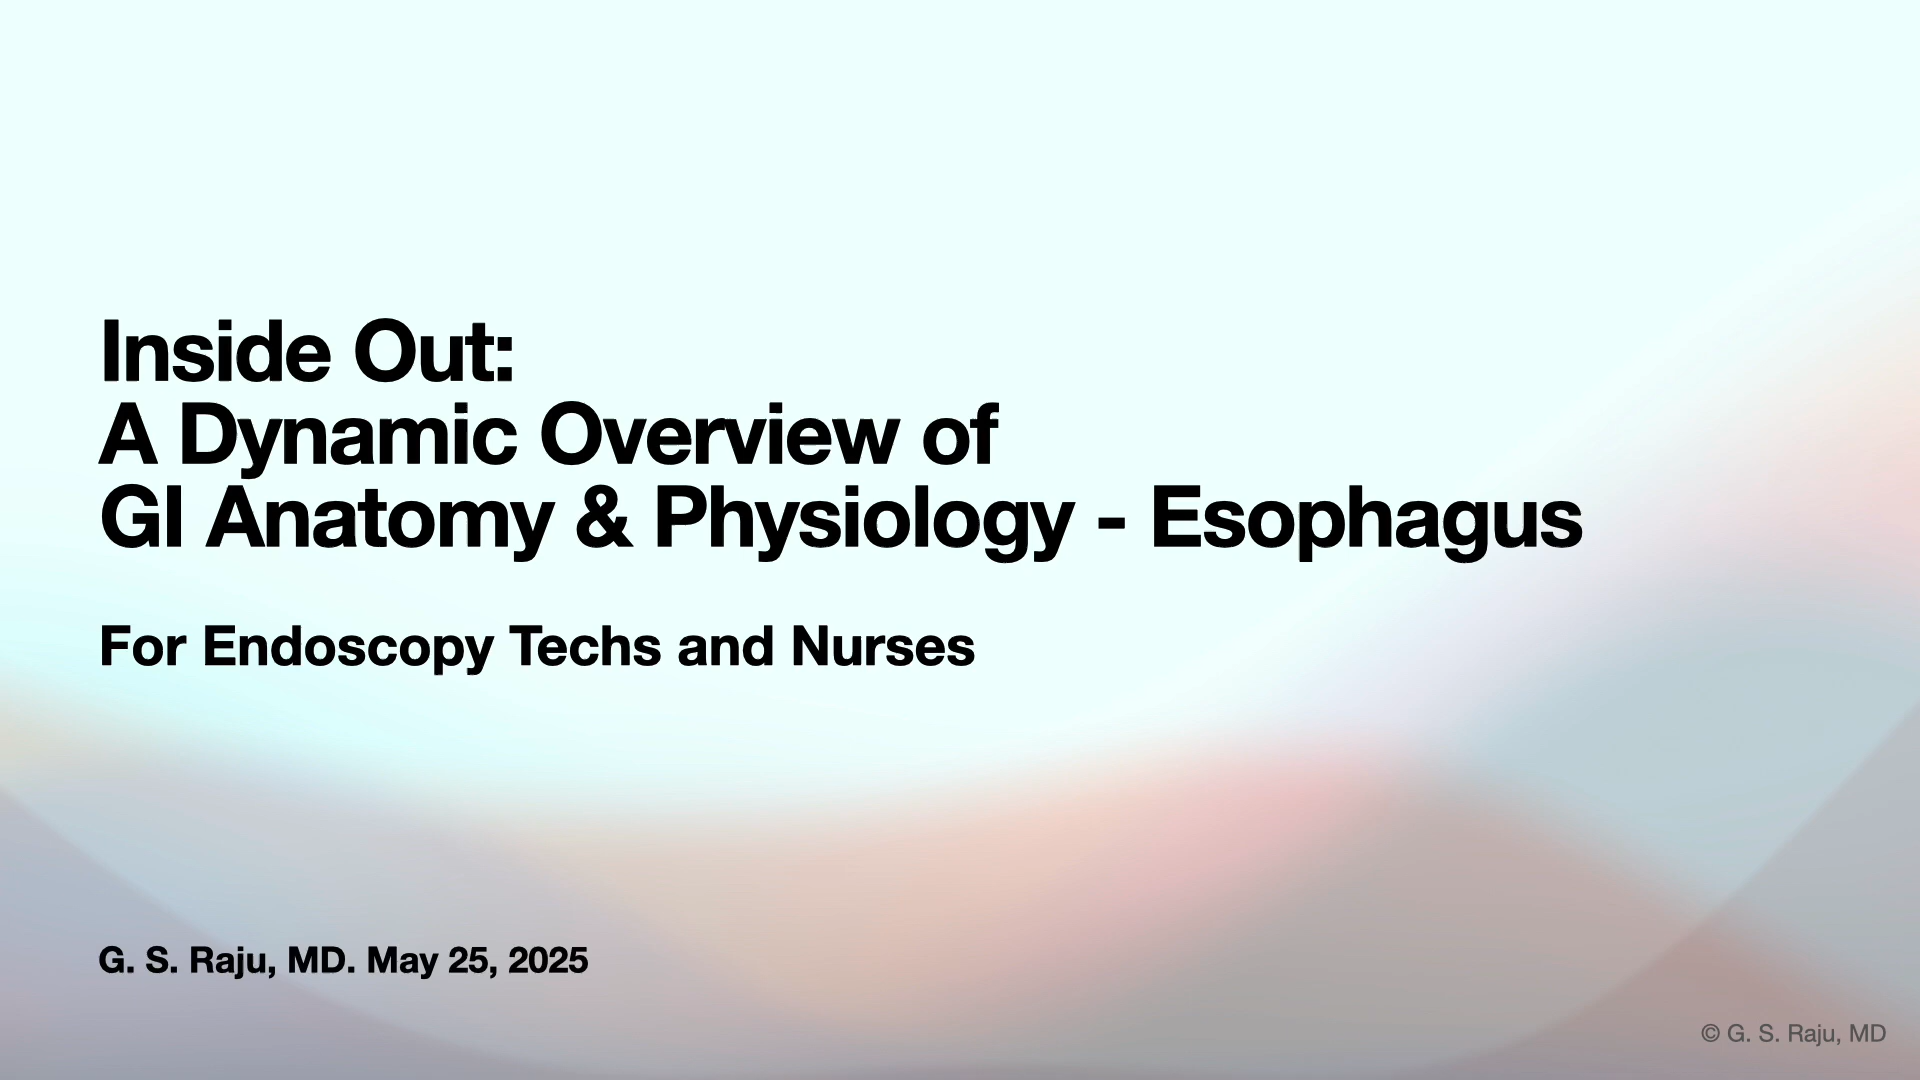 Inside Out:
A Dynamic Overview of
GI Anatomy & Physiology - Esophagus
For Endoscopy Techs and Nurses
G. S. Raju, MD. May 25, 2025
© G. S. Raju, MD